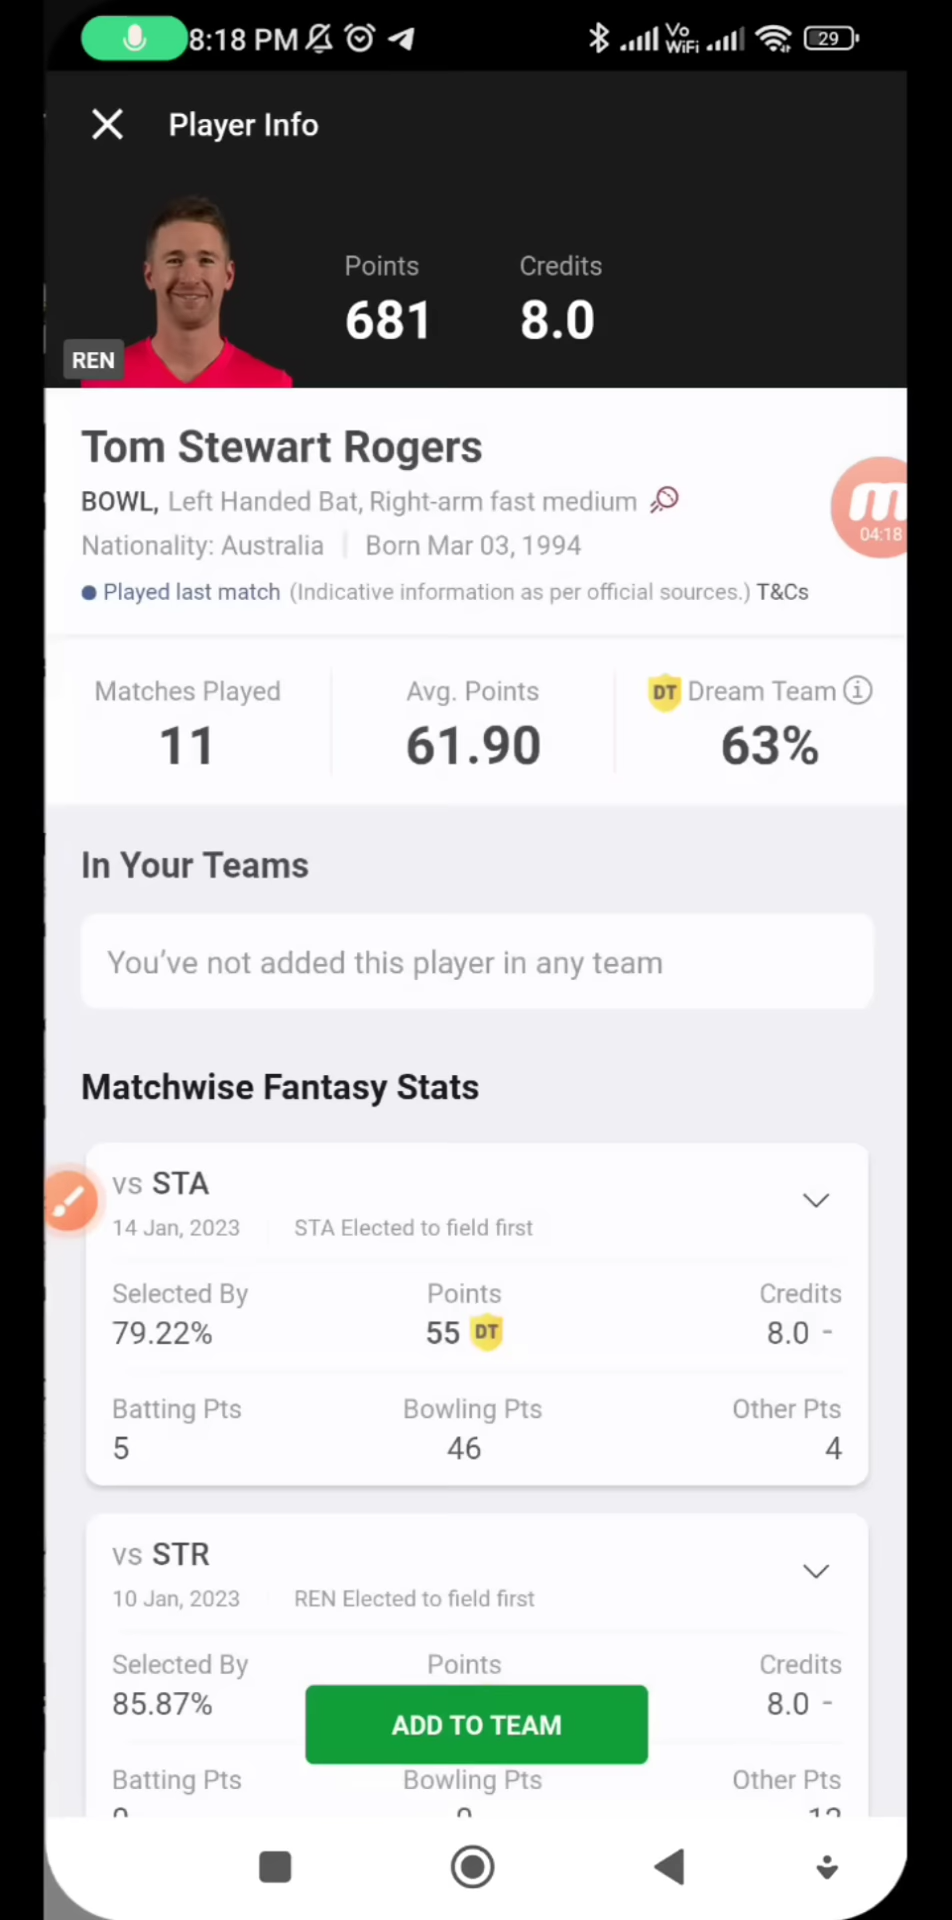 8:18 PM
Vo
WiFi
29
Player Info
Points
Credits
681
8.0
REN
Tom Stewart Rogers
BOWL, Left Handed Bat, Right-arm fast medium
m
04:18
Nationality: Australia
Born Mar 03, 1994
Played last match (Indicative information as per official sources.) T&Cs
Matches Played
Avg. Points
DT Dream Team i
11
61.90
63%
In Your Teams
You’ve not added this player in any team
Matchwise Fantasy Stats
vs STA
14 Jan, 2023
STA Elected to field first
Selected By
Points
Credits
79.22%
55 DT
8.0 -
Batting Pts
Bowling Pts
Other Pts
5
46
4
vs STR
10 Jan, 2023
REN Elected to field first
Selected By
Points
Credits
85.87%
8.0 -
ADD TO TEAM
Batting Pts
Bowling Pts
Other Pts